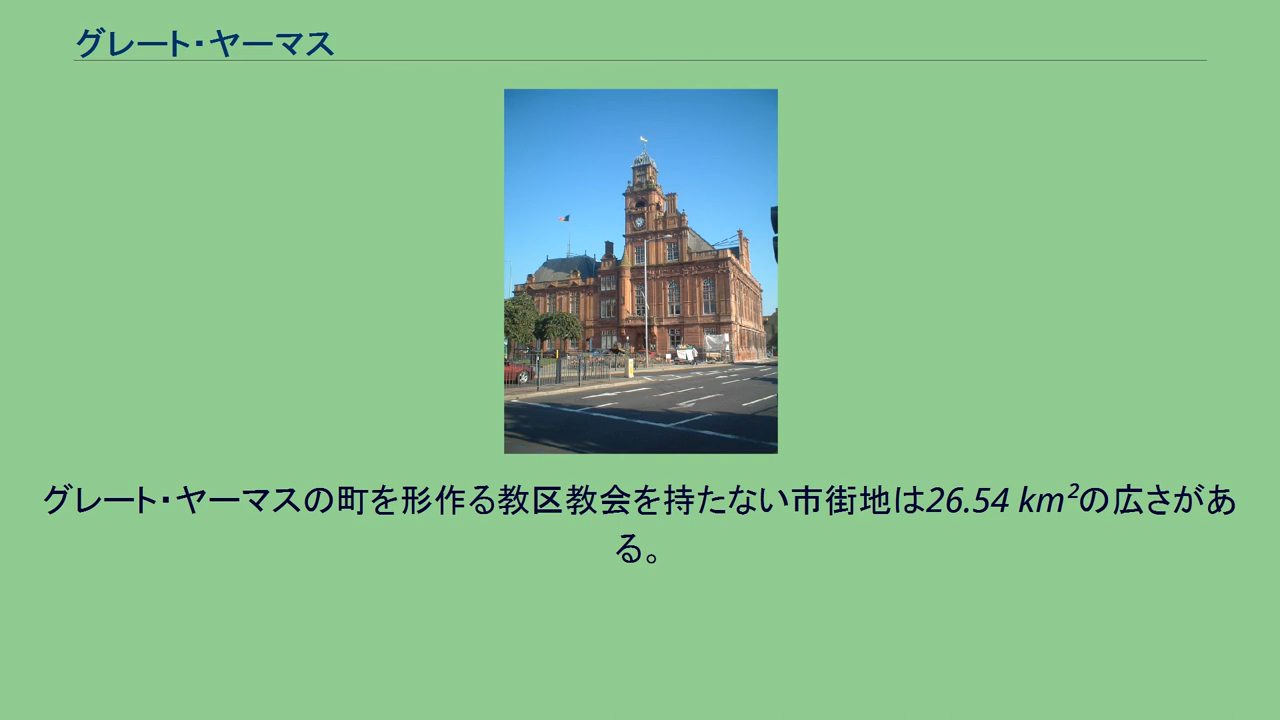 グレート・ヤーマス
グレート・ヤーマスの町を形作る教区教会を持たない市街地は26.54 km²の広さがあ
る。